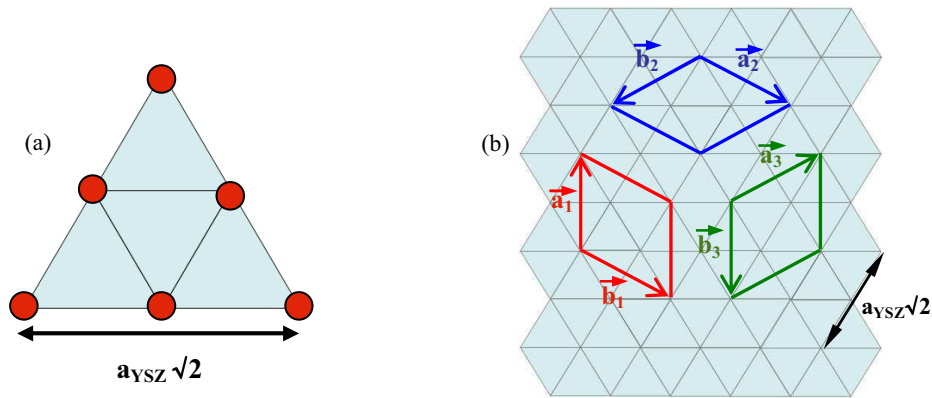 (a)
a_YSZ √2
(b)
b₂
a₂
a₁
b₁
a₃
b₃
a_YSZ√2